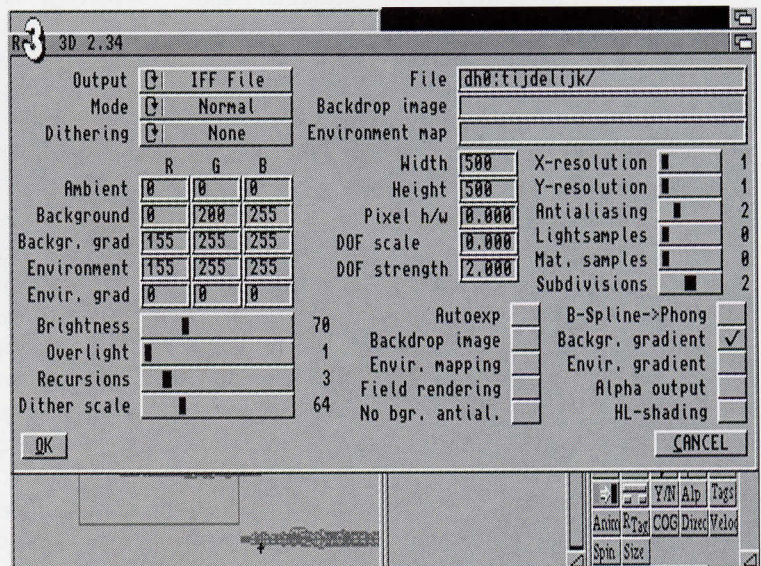 3
3D 2.34
Output IFF File
Mode Normal
Dithering None
File dh0:tijdelijk/
Backdrop image
Environment map
R G B
Ambient 0 0 0
Background 0 200 255
Backgr. grad 155 255 255
Environment 155 255 255
Envir. grad 0 0 0
Width 500
Height 500
Pixel h/w 0.000
DOF scale 0.000
DOF strength 2.000
X-resolution 1
Y-resolution 1
Antialiasing 2
Lightsamples 0
Mat. samples 0
Subdivisions 2
Brightness 70
Overlight 1
Recursions 3
Dither scale 64
Autoexp
Backdrop image
Envir. mapping
Field rendering
No bgr. antial.
B-Spline->Phong
Backgr. gradient ✓
Envir. gradient
Alpha output
HL-shading
OK
CANCEL
Y/N Alp Tags
Anim RTag COG Direc Veloc
Spin Size